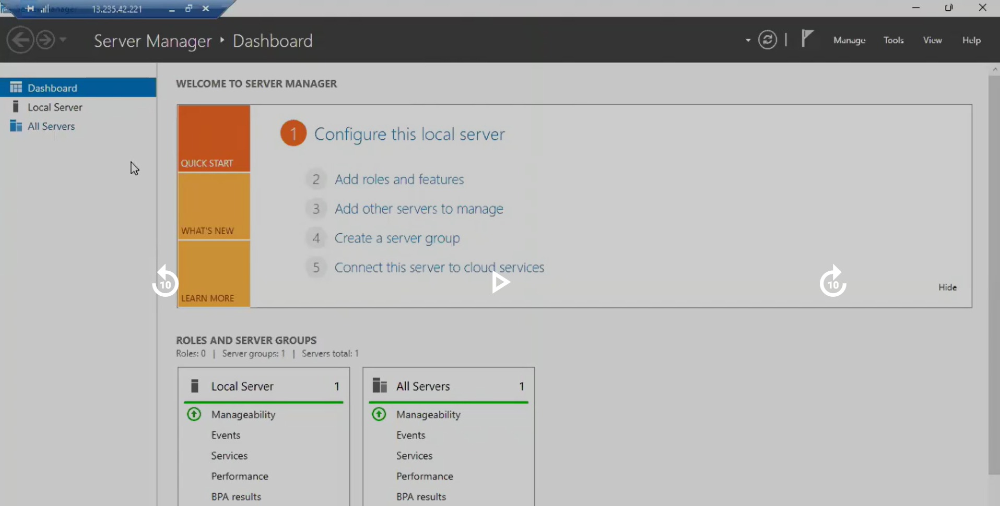 13.235.42.221
Server Manager ‣ Dashboard
Manage Tools View Help
Dashboard
Local Server
All Servers
WELCOME TO SERVER MANAGER
QUICK START
WHAT'S NEW
LEARN MORE
1 Configure this local server
2 Add roles and features
3 Add other servers to manage
4 Create a server group
5 Connect this server to cloud services
10
10
Hide
ROLES AND SERVER GROUPS
Roles: 0 | Server groups: 1 | Servers total: 1
Local Server 1
Manageability
Events
Services
Performance
BPA results
All Servers 1
Manageability
Events
Services
Performance
BPA results